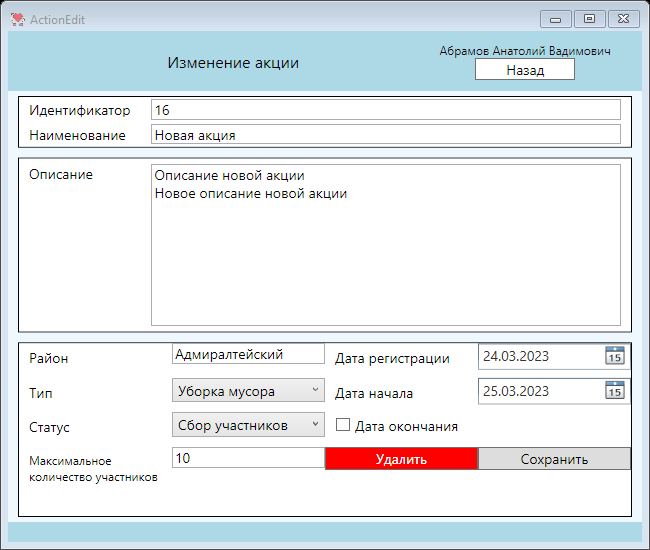 ActionEdit
Абрамов Анатолий Вадимович
Изменение акции
Назад
Идентификатор 16
Наименование Новая акция
Описание Описание новой акции
Новое описание новой акции
Район Адмиралтейский Дата регистрации 24.03.2023 15
Тип Уборка мусора Дата начала 25.03.2023 15
Статус Сбор участников Дата окончания
Максимальное количество участников 10 Удалить Сохранить